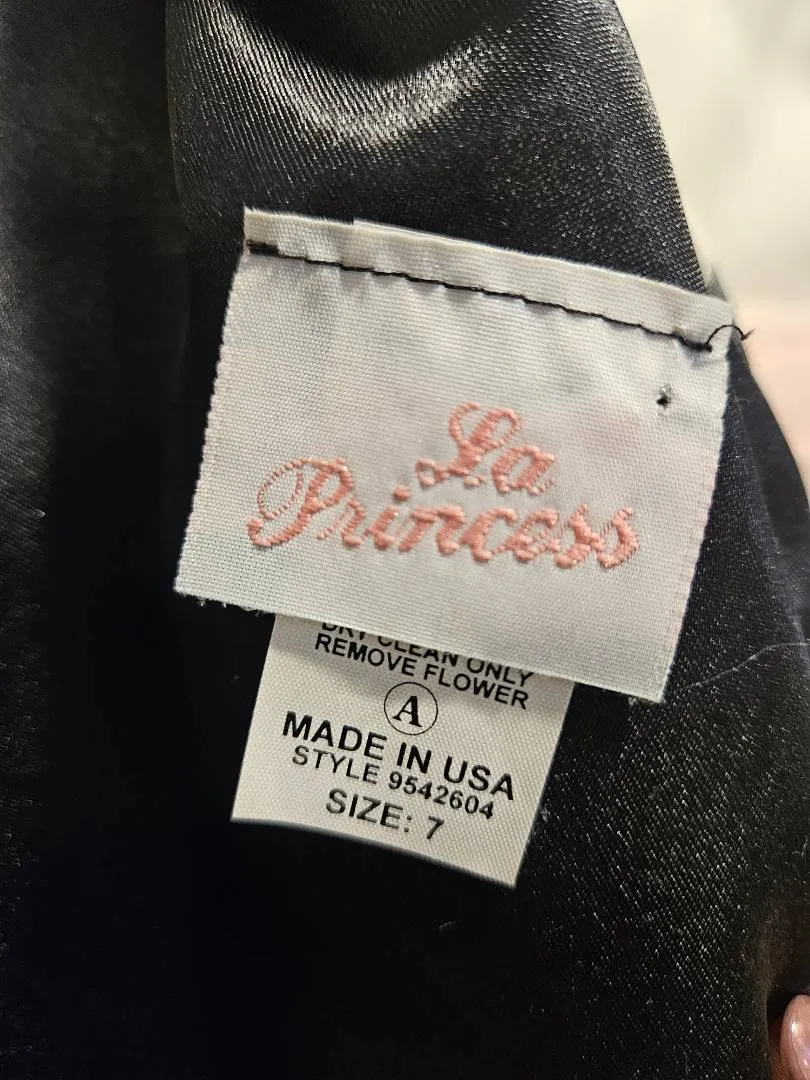 La
Princess
DRY CLEAN ONLY
REMOVE FLOWER
A
MADE IN USA
STYLE 9542604
SIZE: 7